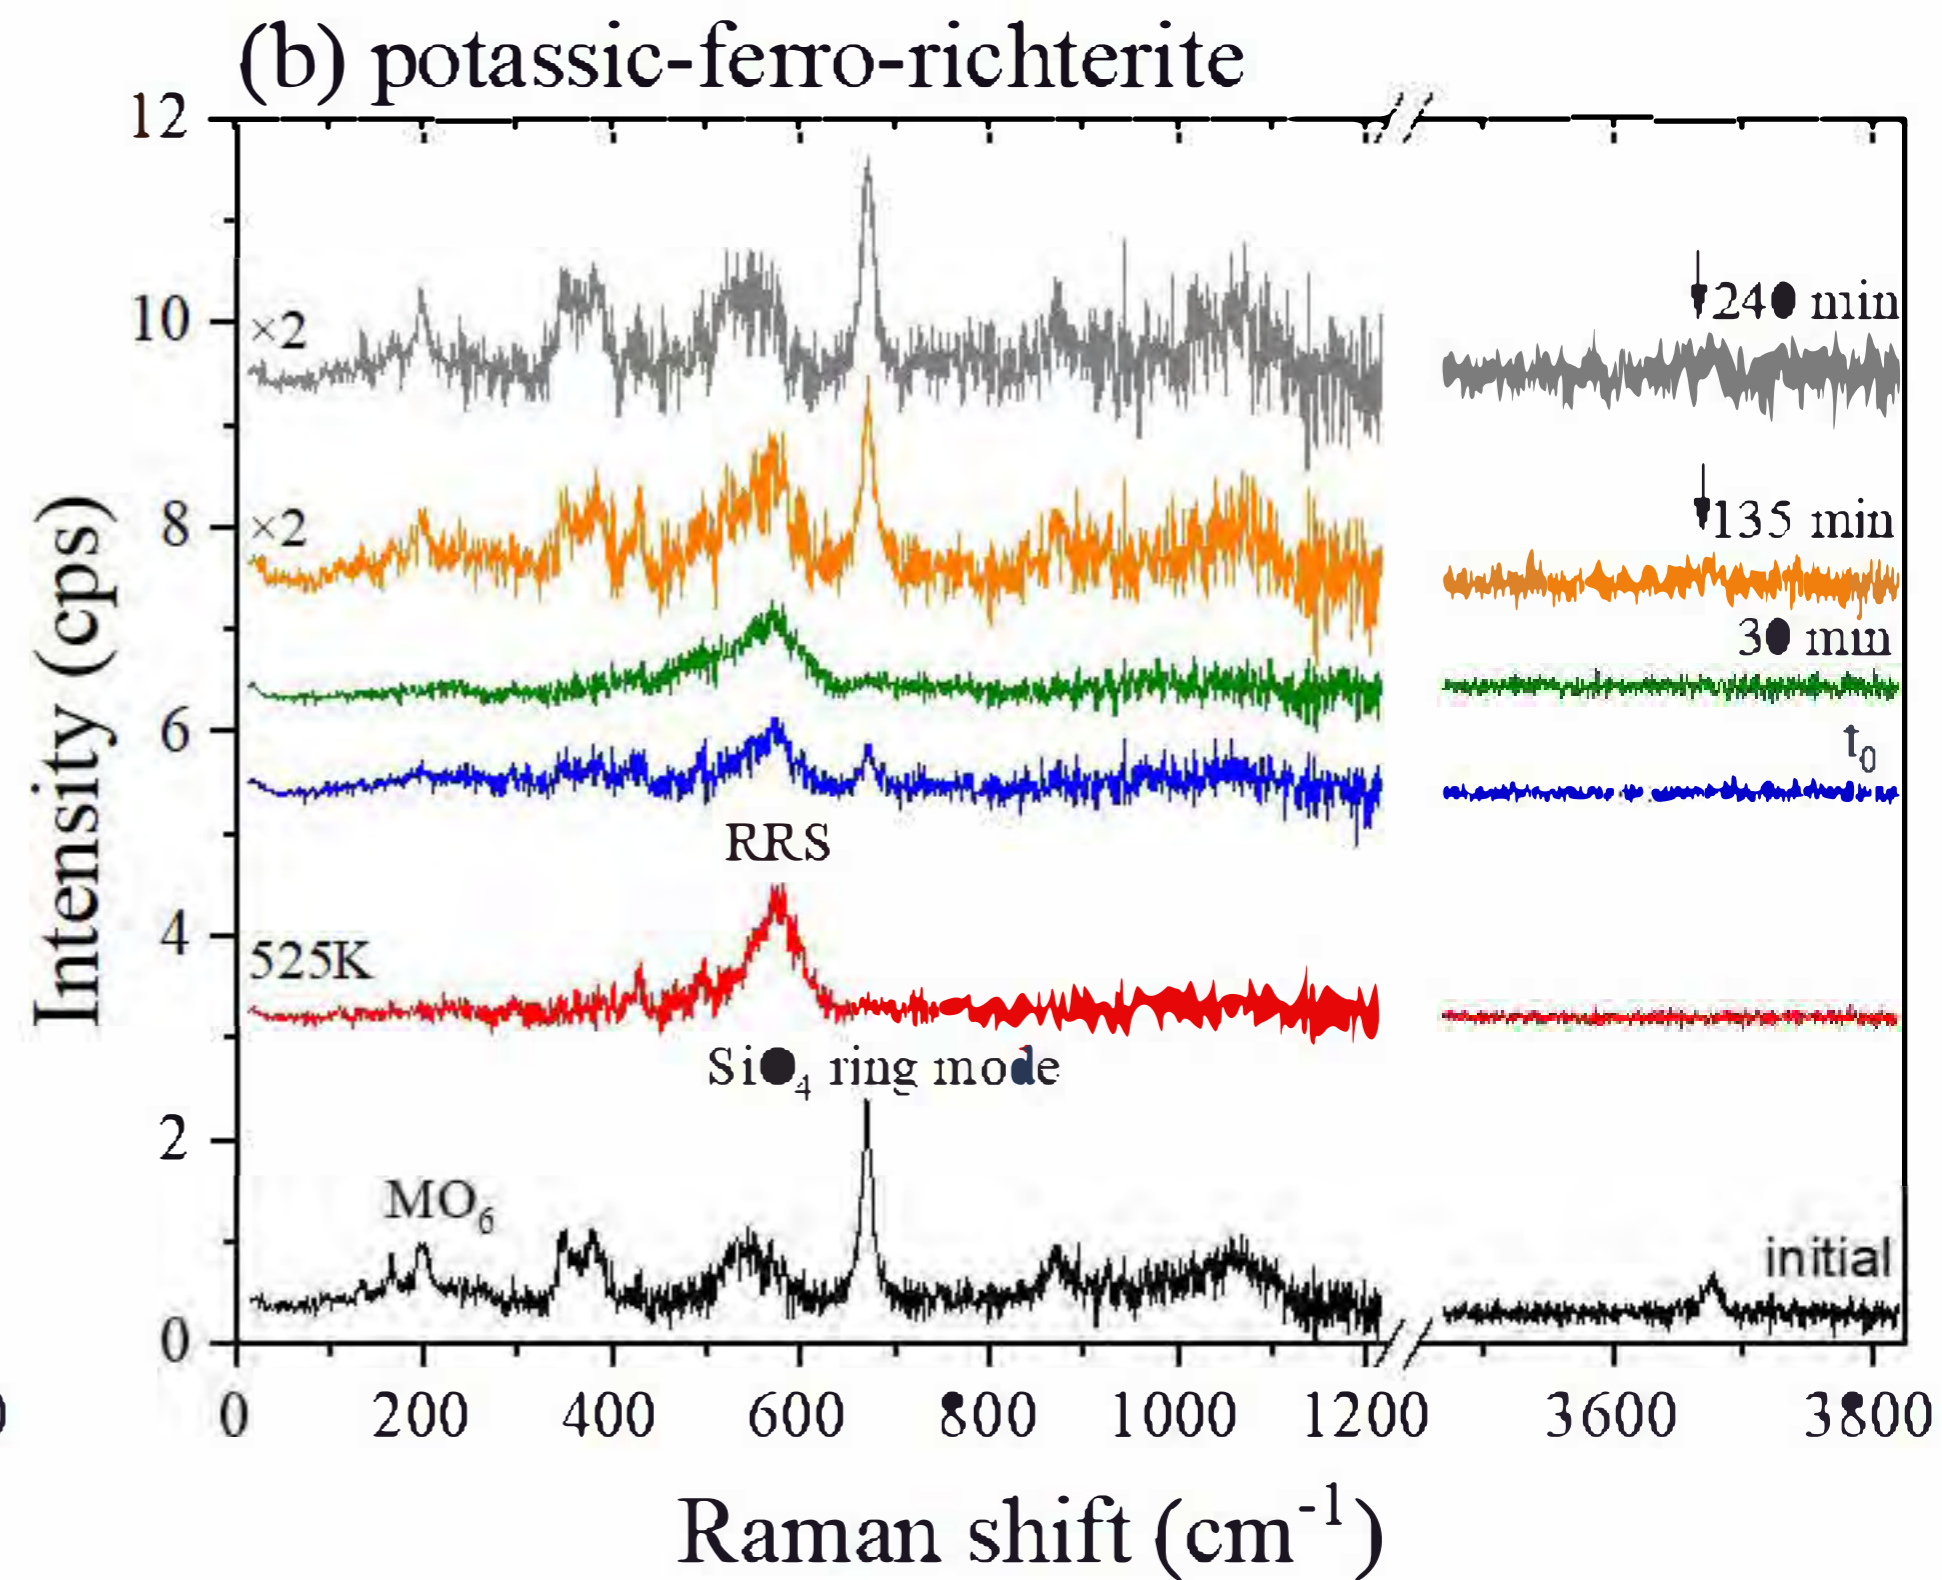 (b) potassic-ferro-richterite
12
10
8
6
4
2
0
Intensity (cps)
×2
240 min
×2
135 min
30 min
t0
RRS
525K
SiO4 ring mode
MO6
initial
0 200 400 600 800 1000 1200 3600 3800
Raman shift (cm-1)